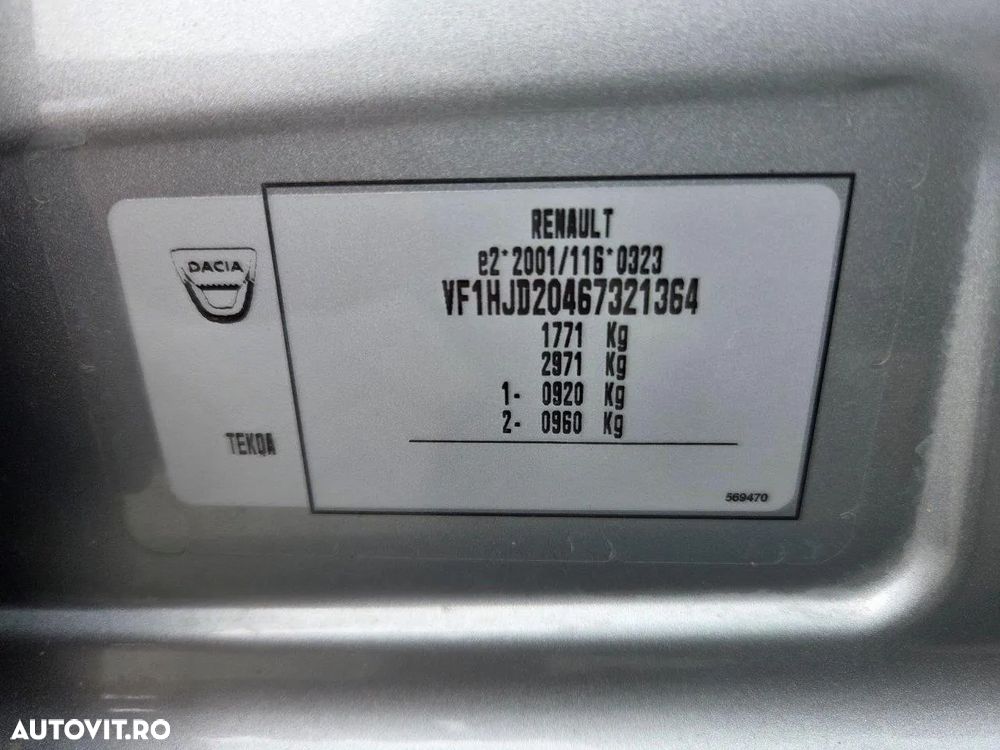 RENAULT
e2*2001/116*0323
VF1HJD20467321364
1771 Kg
2971 Kg
1- 0920 Kg
2- 0960 Kg
DACIA
TEKQA
569470
AUTOVIT.RO